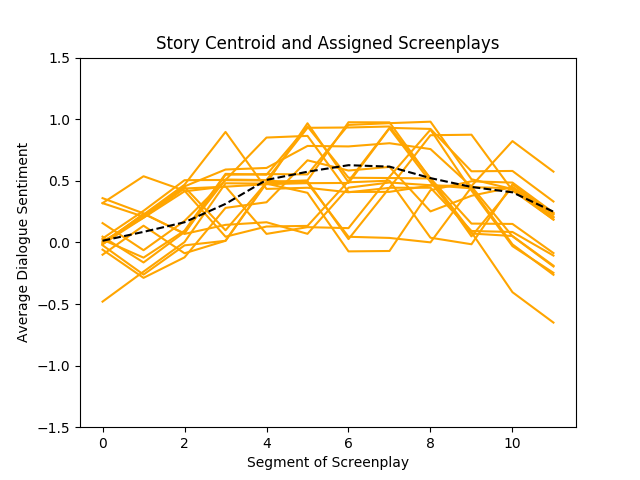 Story Centroid and Assigned Screenplays
1.5
1.0
0.5
0.0
−0.5
−1.0
−1.5
Average Dialogue Sentiment
0 2 4 6 8 10
Segment of Screenplay